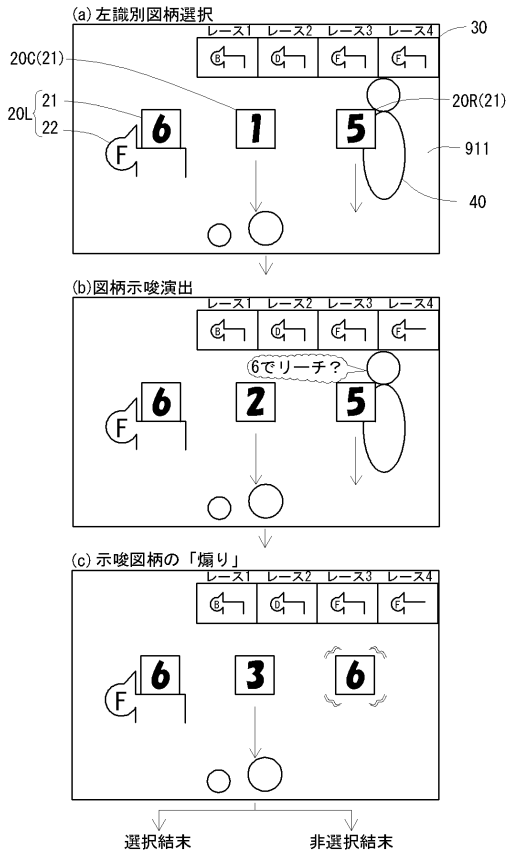 (a) 左識別図柄選択
レース1 レース2 レース3 レース4
30
B D E F
20C(21)
20L
21
22
20R(21)
F
6 1 5
911
40
(b)図柄示唆演出
レース1 レース2 レース3 レース4
B D E F
6でリーチ?
F
6 2 5
(c) 示唆図柄の「煽り」
レース1 レース2 レース3 レース4
B D E F
F
6 3 6
選択結末 非選択結末